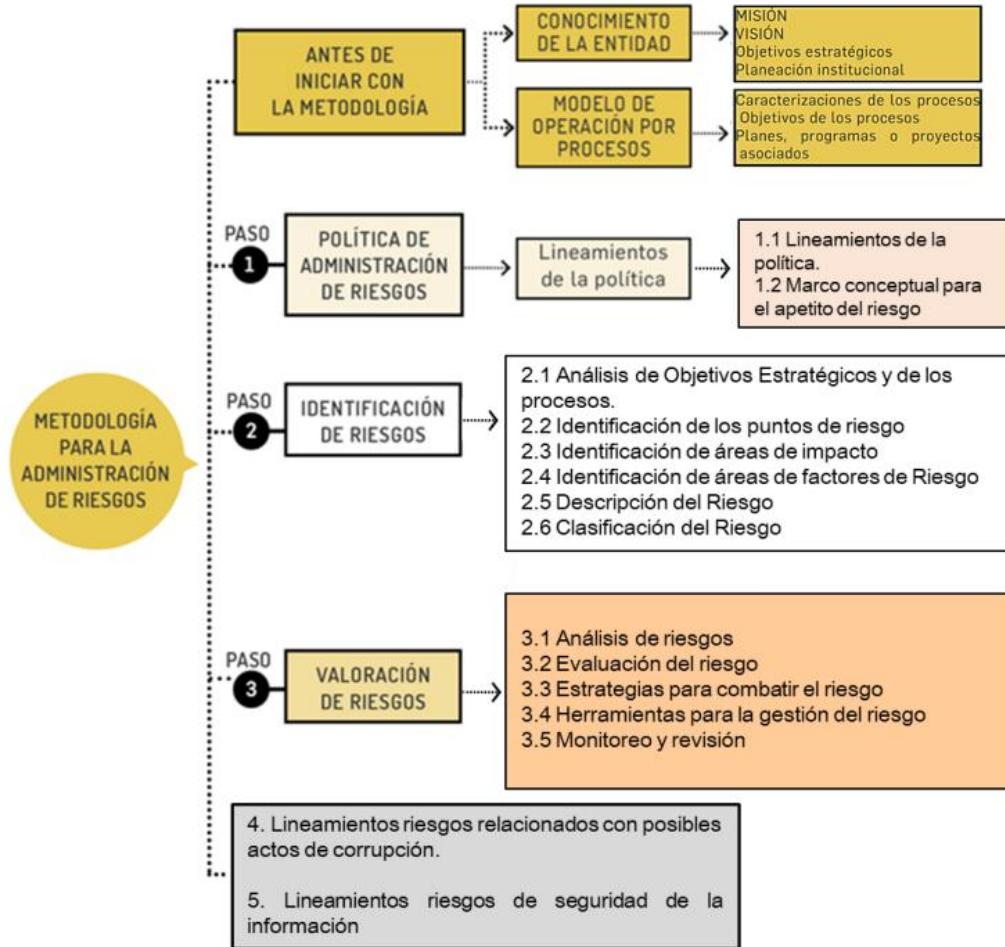 METODOLOGÍA
PARA LA
ADMINISTRACIÓN
DE RIESGOS
ANTES DE
INICIAR CON
LA METODOLOGÍA
CONOCIMIENTO
DE LA ENTIDAD
MISIÓN
VISIÓN
Objetivos estratégicos
Planeación institucional
MODELO DE
OPERACIÓN POR
PROCESOS
Caracterizaciones de los procesos
Objetivos de los procesos
Planes, programas o proyectos
asociados
PASO
1
POLÍTICA DE
ADMINISTRACIÓN
DE RIESGOS
Lineamientos
de la política
1.1 Lineamientos de la
política.
1.2 Marco conceptual para
el apetito del riesgo
PASO
2
IDENTIFICACIÓN
DE RIESGOS
2.1 Análisis de Objetivos Estratégicos y de los
procesos.
2.2 Identificación de los puntos de riesgo
2.3 Identificación de áreas de impacto
2.4 Identificación de áreas de factores de Riesgo
2.5 Descripción del Riesgo
2.6 Clasificación del Riesgo
PASO
3
VALORACIÓN
DE RIESGOS
3.1 Análisis de riesgos
3.2 Evaluación del riesgo
3.3 Estrategias para combatir el riesgo
3.4 Herramientas para la gestión del riesgo
3.5 Monitoreo y revisión
4. Lineamientos riesgos relacionados con posibles
actos de corrupción.
5. Lineamientos riesgos de seguridad de la
información